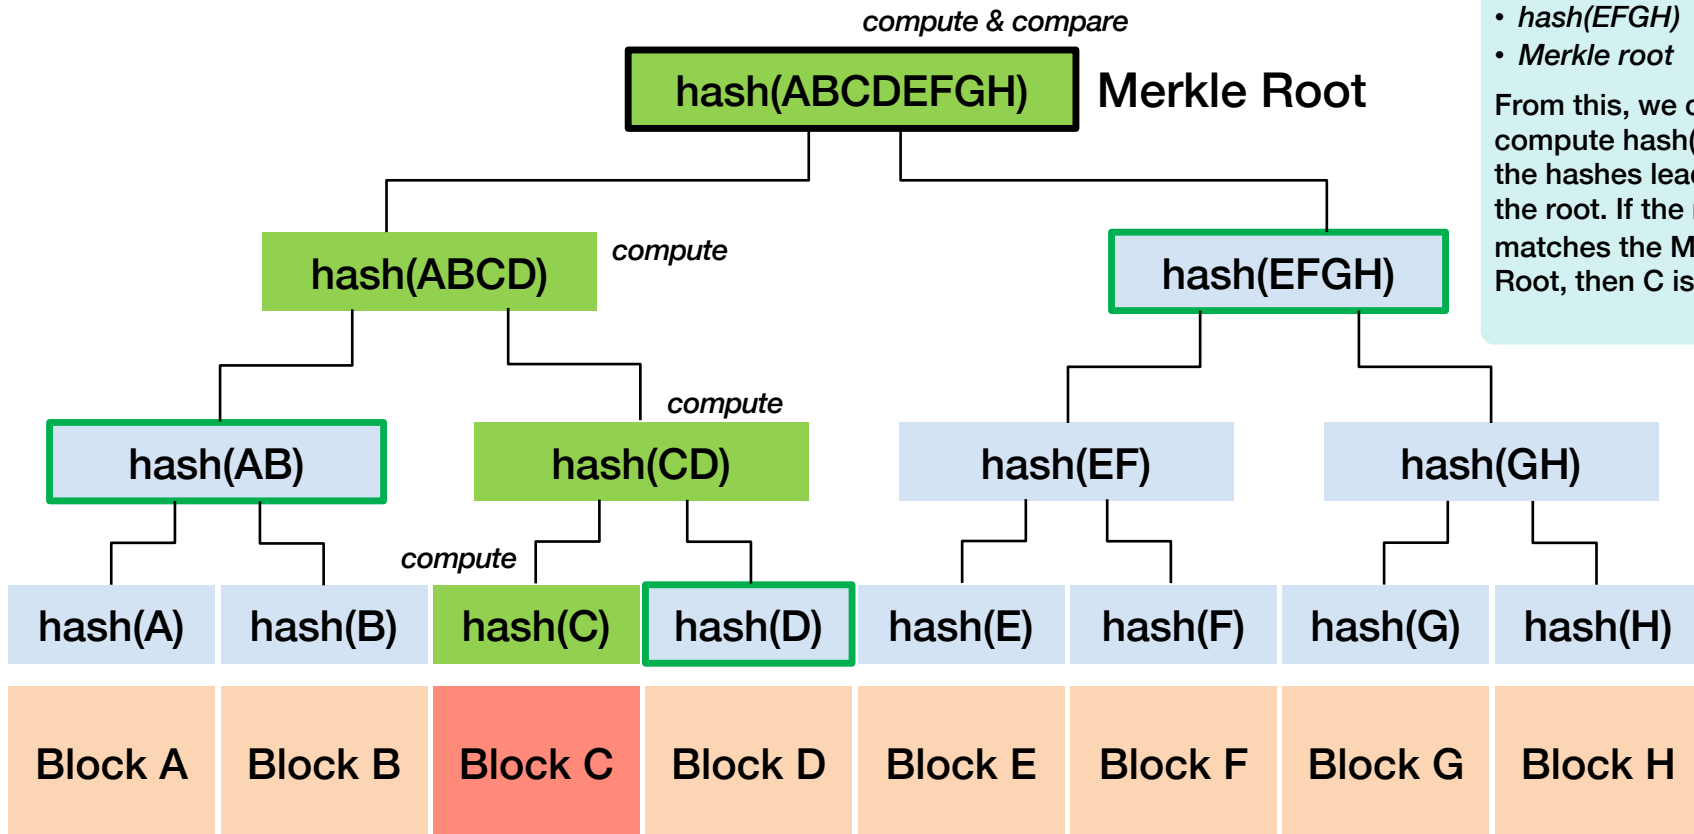 compute & compare
hash(ABCDEFGH)
Merkle Root
• hash(EFGH)
• Merkle root
From this, we
compute hash(
the hashes
the root. If the
matches the
Root, then C is
hash(ABCD)
compute
hash(EFGH)
hash(AB)
compute
hash(CD)
hash(EF)
hash(GH)
compute
hash(A) hash(B) hash(C) hash(D) hash(E) hash(F) hash(G) hash(H)
Block A Block B Block C Block D Block E Block F Block G Block H